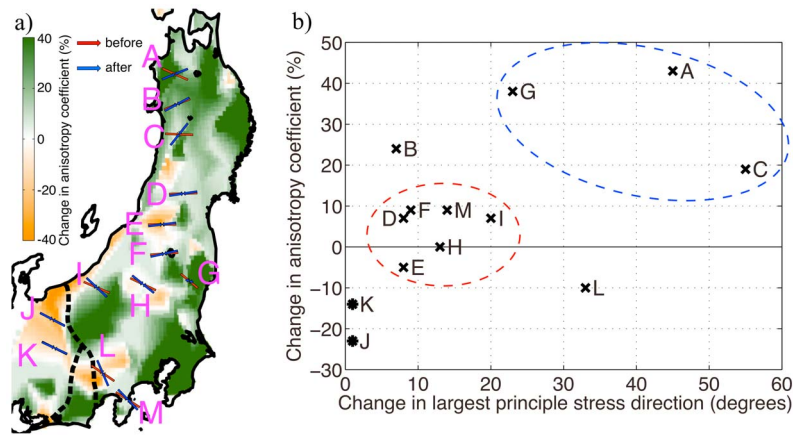 a)
before
after
40
20
0
-20
-40
Change in anisotropy coefficient (%)
A
B
C
D
E
F
G
H
I
J
K
L
M
b)
Change in anisotropy coefficient (%)
50
40
30
20
10
0
−10
−20
−30
A
G
B
C
D
F
M
I
H
E
L
K
J
0
10
20
30
40
50
60
Change in largest principle stress direction (degrees)